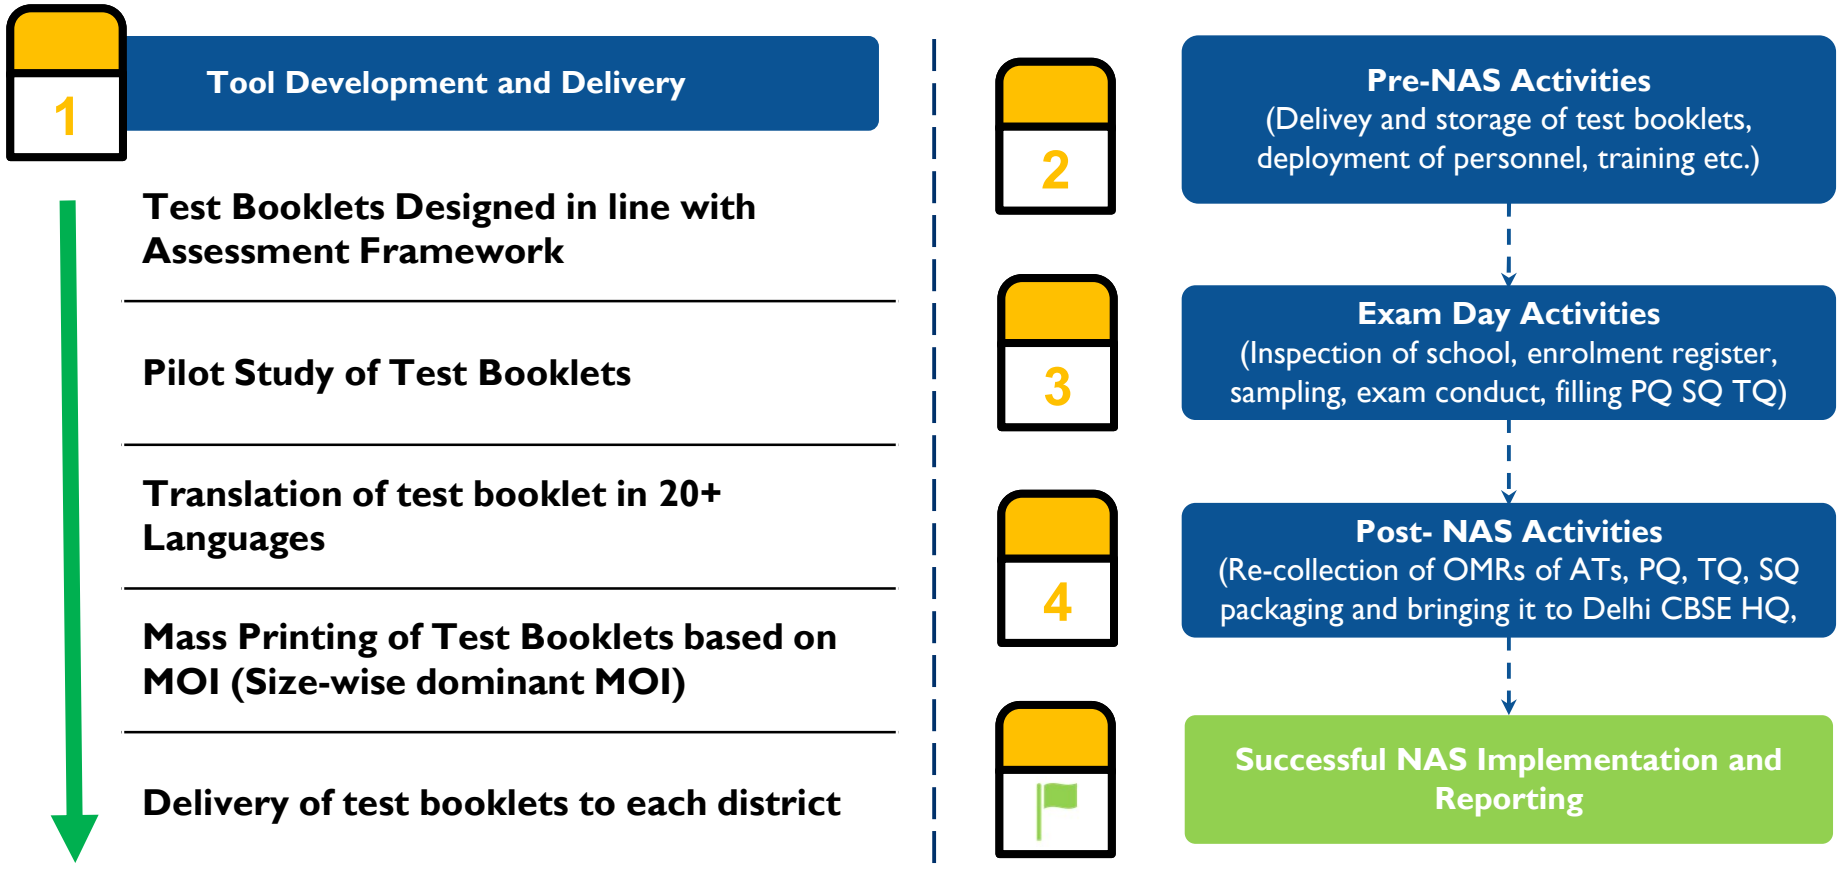 1
Tool Development and Delivery
Test Booklets Designed in line with
Assessment Framework
Pilot Study of Test Booklets
Translation of test booklet in 20+
Languages
Mass Printing of Test Booklets based on
MOI (Size-wise dominant MOI)
Delivery of test booklets to each district
2
Pre-NAS Activities
(Delivey and storage of test booklets,
deployment of personnel, training etc.)
3
Exam Day Activities
(Inspection of school, enrolment register,
sampling, exam conduct, filling PQ SQ TQ)
4
Post- NAS Activities
(Re-collection of OMRs of ATs, PQ, TQ, SQ
packaging and bringing it to Delhi CBSE HQ,
Successful NAS Implementation and
Reporting